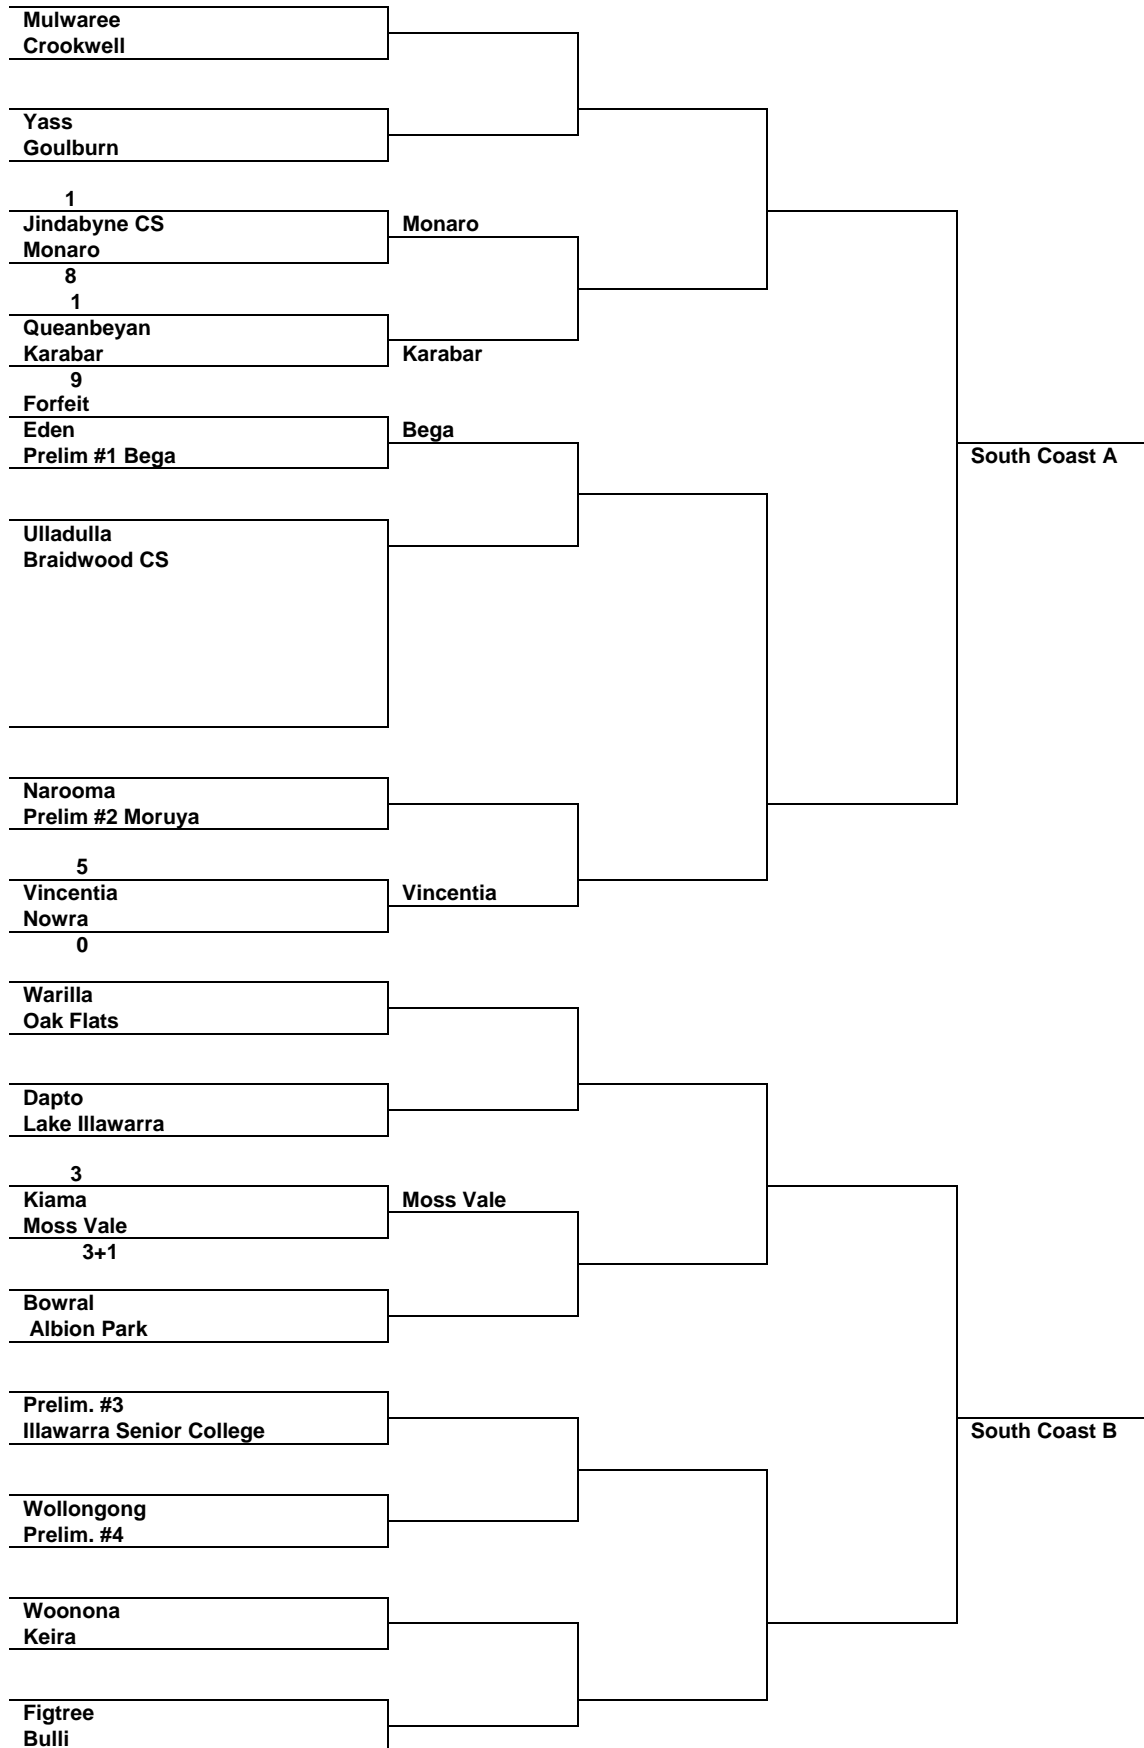 Mulwaree
Crookwell
Yass
Goulburn
1
Jindabyne CS
Monaro
Monaro
8
1
Queanbeyan
Karabar
Karabar
9
Forfeit
Eden
Bega
Prelim #1 Bega
South Coast A
Ulladulla
Braidwood CS
Narooma
Prelim #2 Moruya
5
Vincentia
Vincentia
Nowra
0
Warilla
Oak Flats
Dapto
Lake Illawarra
3
Kiama
Moss Vale
Moss Vale
3+1
Bowral
Albion Park
Prelim. #3
Illawarra Senior College
South Coast B
Wollongong
Prelim. #4
Woonona
Keira
Figtree
Bulli